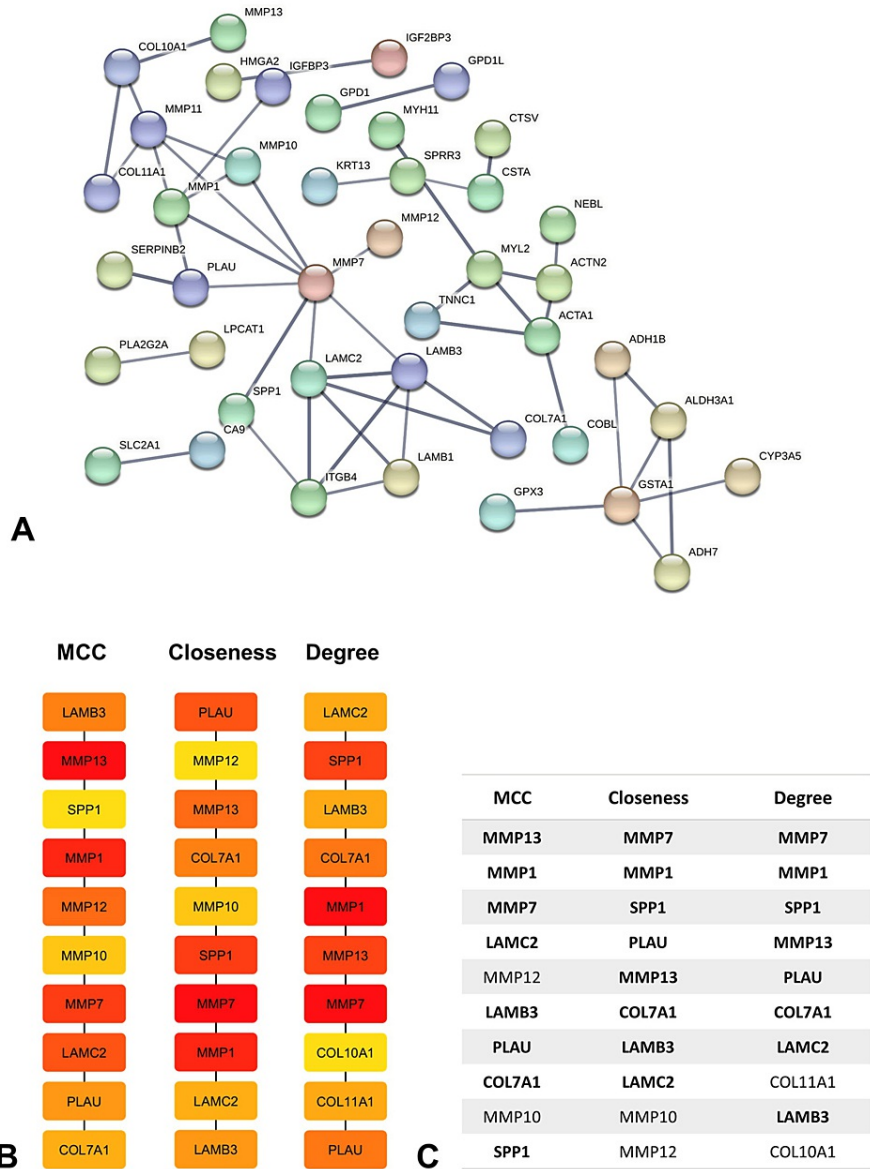 MMP13
IGF2BP3
COL10A1
HMGA2
IGFBP3
GPD1L
GPD1
MMP11
MYH11
CTSV
MMP10
SPRR3
KRT13
CSTA
COL11A1
MMP1
NEBL
MMP12
SERPINB2
PLAU
MMP7
MYL2
ACTN2
TNNC1
ACTA1
LPCAT1
PLA2G2A
LAMC2
LAMB3
ADH1B
SPP1
ALDH3A1
COL7A1
COBL
CA9
SLC2A1
LAMB1
CYP3A5
ITGB4
GPX3
GSTA1
ADH7
A
MCC Closeness Degree
LAMB3 PLAU LAMC2
MMP13 MMP12 SPP1
SPP1 MMP13 LAMB3
MMP1 COL7A1 COL7A1
MMP12 MMP10 MMP1
MMP10 SPP1 MMP13
MMP7 MMP7 MMP7
LAMC2 MMP1 COL10A1
PLAU LAMC2 COL11A1
COL7A1 LAMB3 PLAU
B
MCC Closeness Degree
MMP13 MMP7 MMP7
MMP1 MMP1 MMP1
MMP7 SPP1 SPP1
LAMC2 PLAU MMP13
MMP12 MMP13 PLAU
LAMB3 COL7A1 COL7A1
PLAU LAMB3 LAMC2
COL7A1 LAMC2 COL11A1
MMP10 MMP10 LAMB3
SPP1 MMP12 COL10A1
C